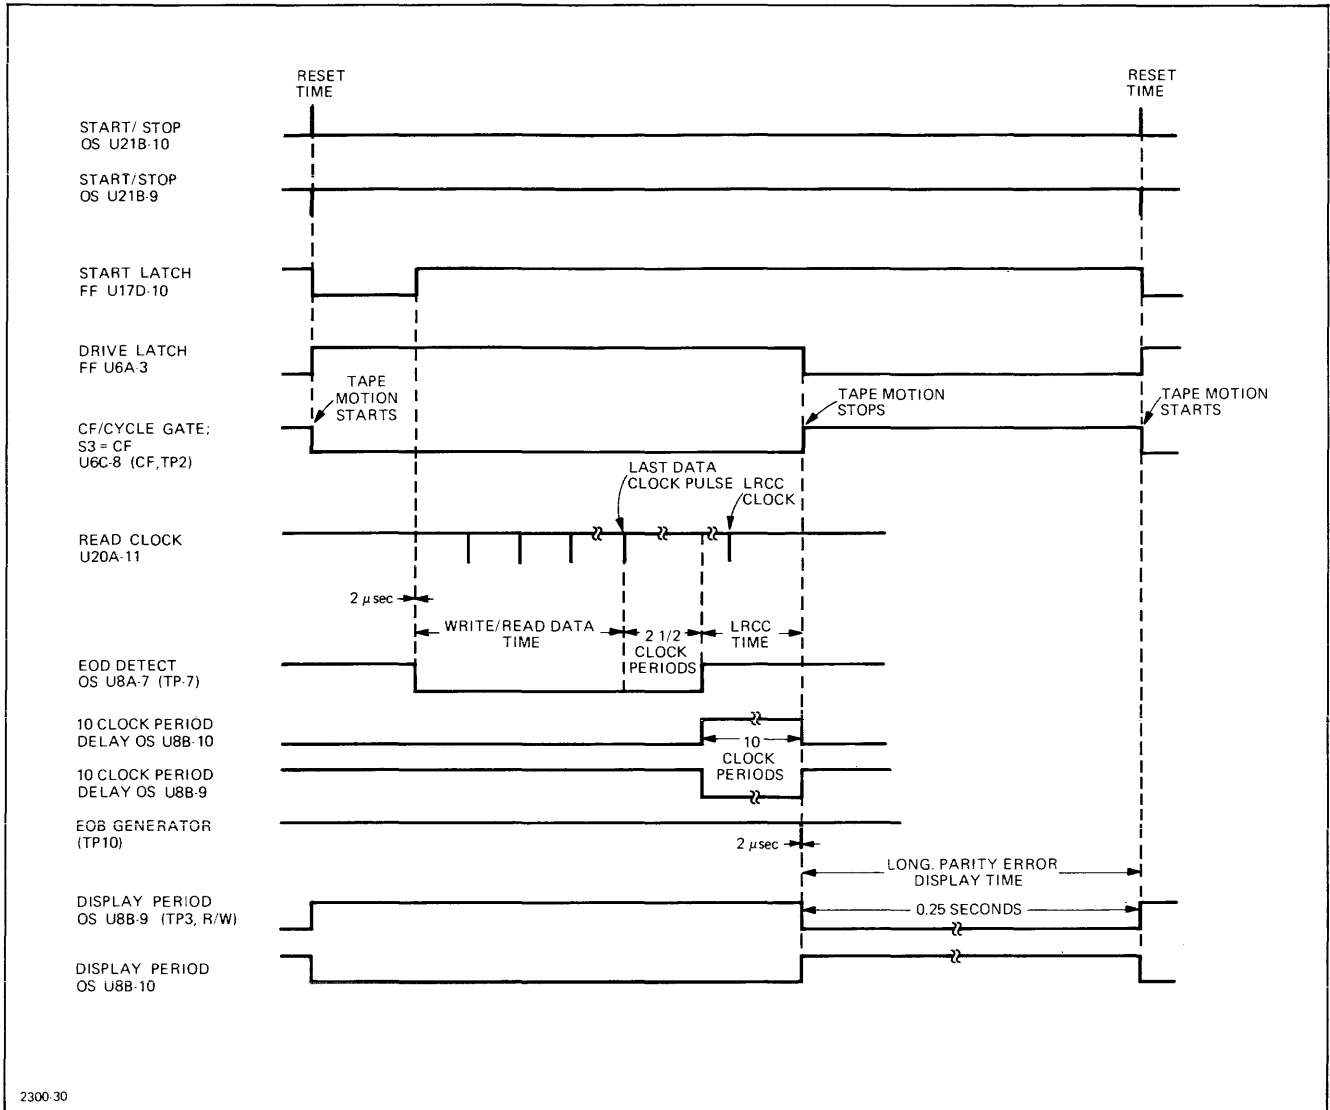 RESET
TIME
RESET
TIME
START/ STOP
OS U21B-10
START/STOP
OS U21B-9
START LATCH
FF U17D-10
DRIVE LATCH
FF U6A-3
TAPE
MOTION
STARTS
TAPE MOTION
STOPS
TAPE MOTION
STARTS
CF/CYCLE GATE;
S3 = CF
U6C-8 (CF,TP2)
LAST DATA
CLOCK PULSE
LRCC
CLOCK
READ CLOCK
U20A-11
2 μsec
WRITE/READ DATA
TIME
2 1/2
CLOCK
PERIODS
LRCC
TIME
EOD DETECT
OS U8A-7 (TP-7)
10 CLOCK PERIOD
DELAY OS U8B-10
10
CLOCK
PERIODS
10 CLOCK PERIOD
DELAY OS U8B-9
EOB GENERATOR
(TP10)
2 μsec
LONG. PARITY ERROR
DISPLAY TIME
DISPLAY PERIOD
OS U8B-9 (TP3, R/W)
0.25 SECONDS
DISPLAY PERIOD
OS U8B-10
2300-30